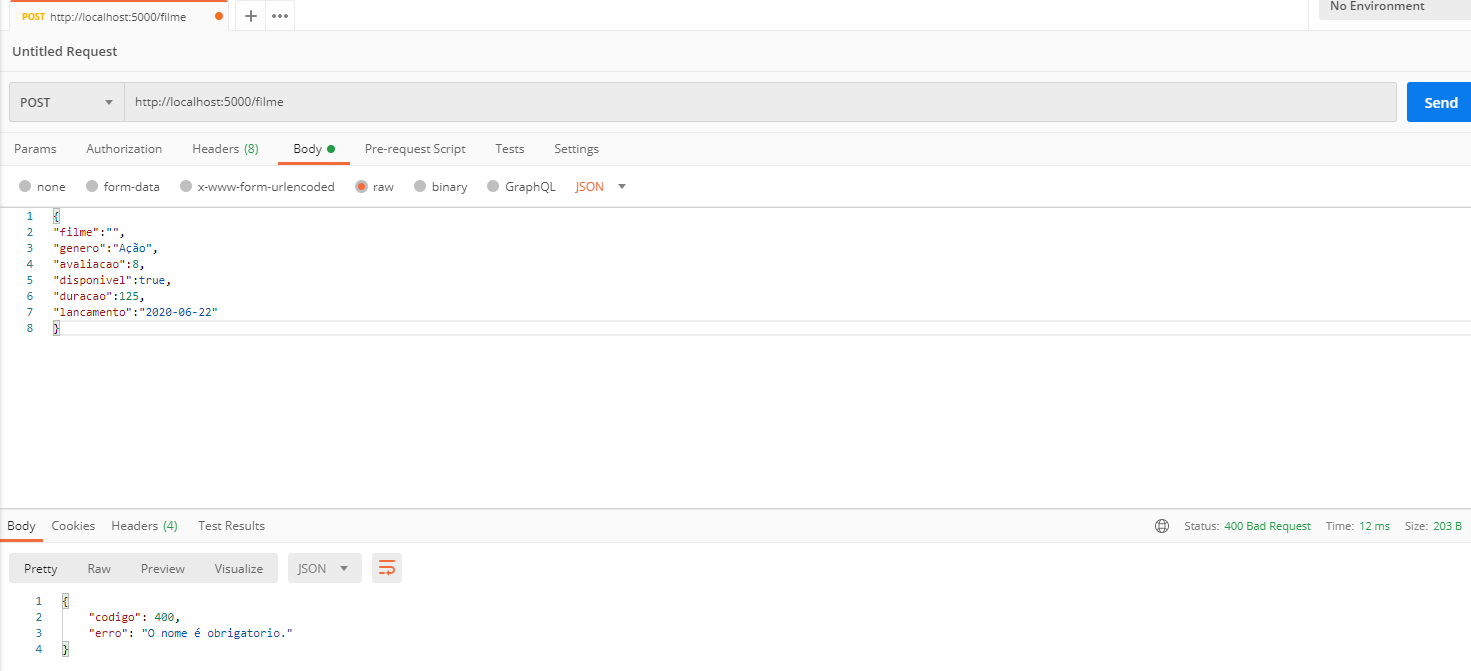 POST http://localhost:5000/filme + ••• No Environment
Untitled Request
POST http://localhost:5000/filme Send
Params Authorization Headers (8) Body Pre-request Script Tests Settings
none form-data x-www-form-urlencoded raw binary GraphQL JSON
1 {
2 "filme":"",
3 "genero":"Ação",
4 "avaliacao":8,
5 "disponivel":true,
6 "duracao":125,
7 "lancamento":"2020-06-22"
8 }
Body Cookies Headers (4) Test Results Status: 400 Bad Request Time: 12 ms Size: 203 B
Pretty Raw Preview Visualize JSON
1 {
2 "codigo": 400,
3 "erro": "O nome é obrigatorio."
4 }